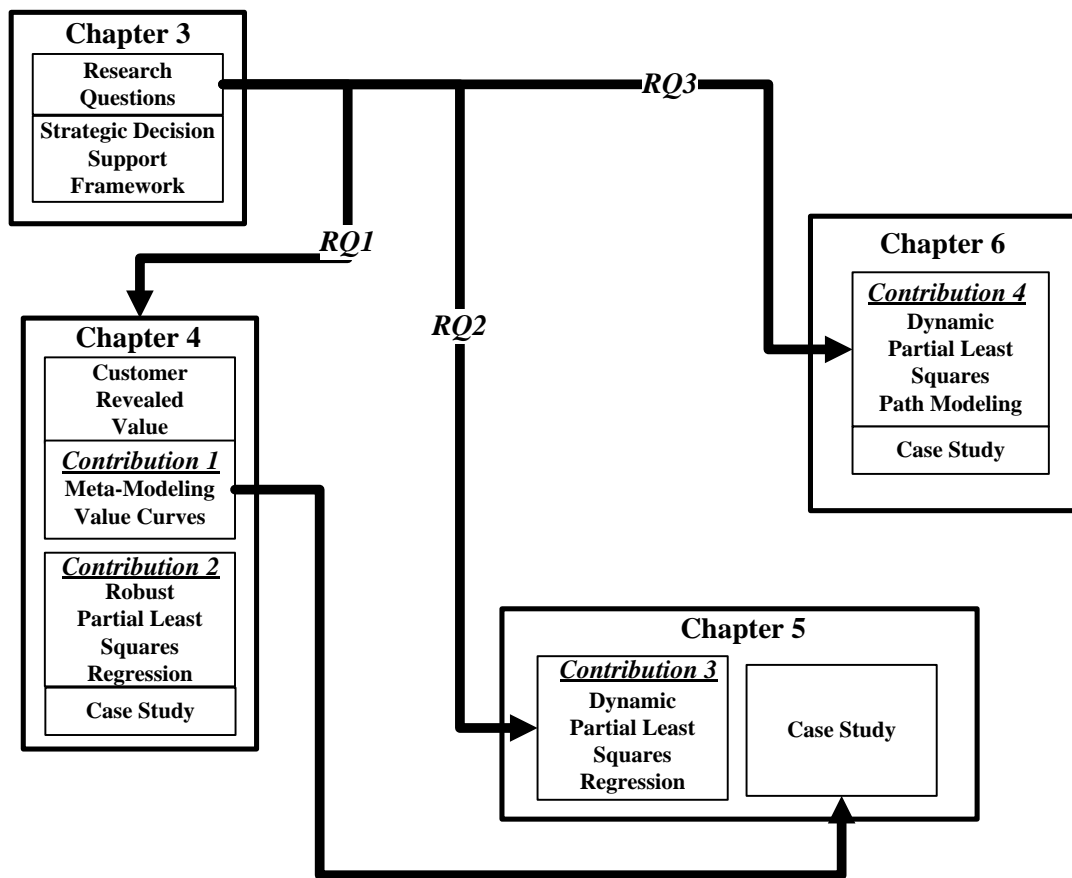 Chapter 3
Research
Questions
Strategic Decision
Support
Framework
RQ1
RQ2
RQ3
Chapter 4
Customer
Revealed
Value
Contribution 1
Meta-Modeling
Value Curves
Contribution 2
Robust
Partial Least
Squares
Regression
Case Study
Chapter 5
Contribution 3
Dynamic
Partial Least
Squares
Regression
Case Study
Chapter 6
Contribution 4
Dynamic
Partial Least
Squares
Path Modeling
Case Study